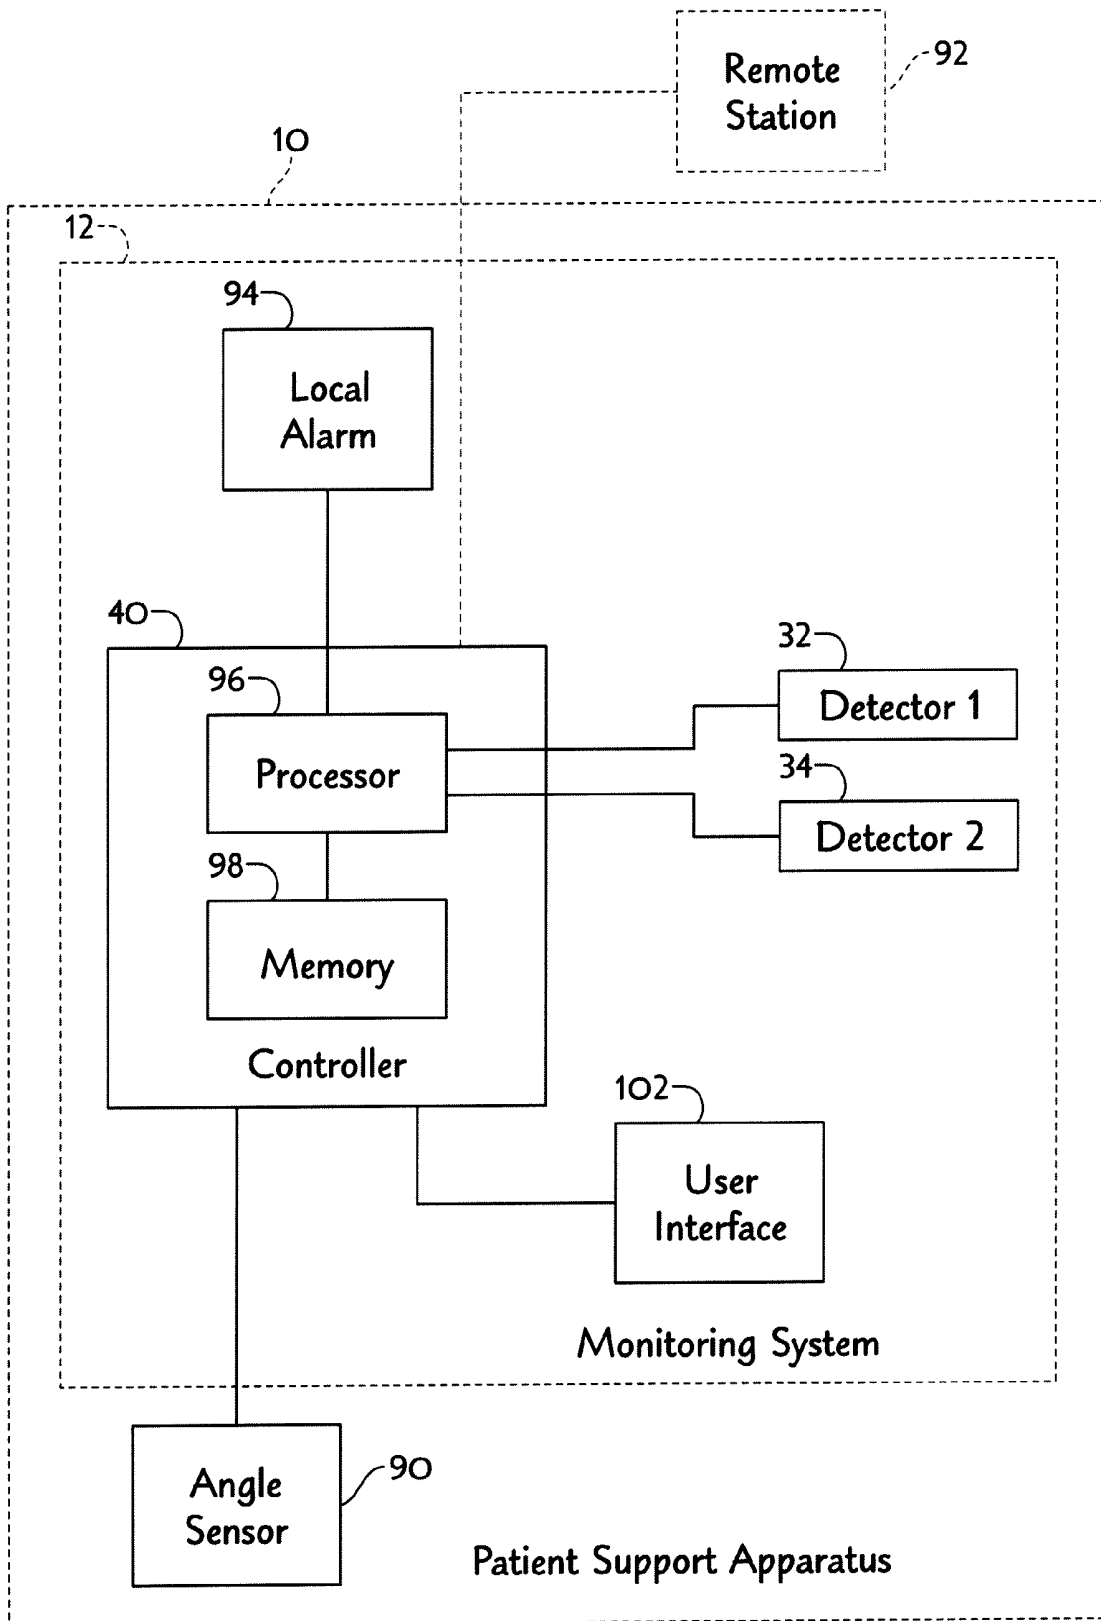 Remote
Station
92
10
12
94
Local
Alarm
40
96
Processor
32
Detector 1
34
Detector 2
98
Memory
Controller
102
User
Interface
Monitoring System
Angle
Sensor
90
Patient Support Apparatus